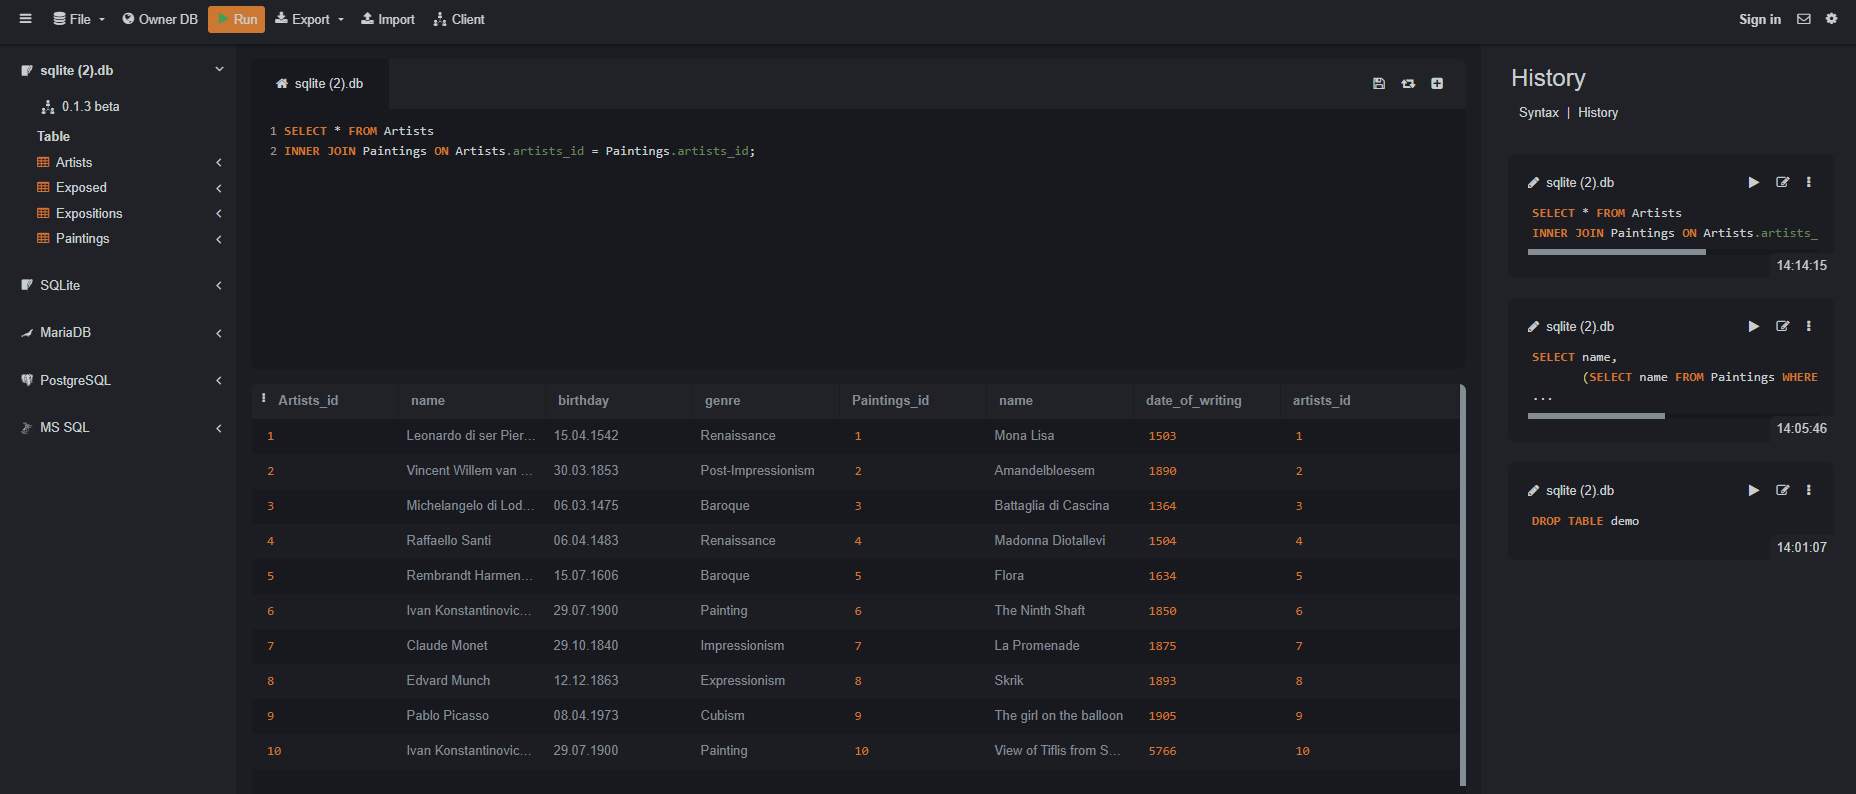 File Owner DB Run Export Import Client Sign in
sqlite (2).db
0.1.3 beta
Table
Artists
Exposed
Expositions
Paintings
SQLite
MariaDB
PostgreSQL
MS SQL
sqlite (2).db
1 SELECT * FROM Artists
2 INNER JOIN Paintings ON Artists.artists_id = Paintings.artists_id;
Artists_id name birthday genre Paintings_id name date_of_writing artists_id
1 Leonardo di ser Pier... 15.04.1542 Renaissance 1 Mona Lisa 1503 1
2 Vincent Willem van ... 30.03.1853 Post-Impressionism 2 Amandelbloesem 1890 2
3 Michelangelo di Lod... 06.03.1475 Baroque 3 Battaglia di Cascina 1364 3
4 Raffaello Santi 06.04.1483 Renaissance 4 Madonna Diotallevi 1504 4
5 Rembrandt Harmen... 15.07.1606 Baroque 5 Flora 1634 5
6 Ivan Konstantinovic... 29.07.1900 Painting 6 The Ninth Shaft 1850 6
7 Claude Monet 29.10.1840 Impressionism 7 La Promenade 1875 7
8 Edvard Munch 12.12.1863 Expressionism 8 Skrik 1893 8
9 Pablo Picasso 08.04.1973 Cubism 9 The girl on the balloon 1905 9
10 Ivan Konstantinovic... 29.07.1900 Painting 10 View of Tiflis from S... 5766 10
History
Syntax | History
sqlite (2).db
SELECT * FROM Artists
INNER JOIN Paintings ON Artists.artists_
14:14:15
sqlite (2).db
SELECT name,
(SELECT name FROM Paintings WHERE
...
14:05:46
sqlite (2).db
DROP TABLE demo
14:01:07